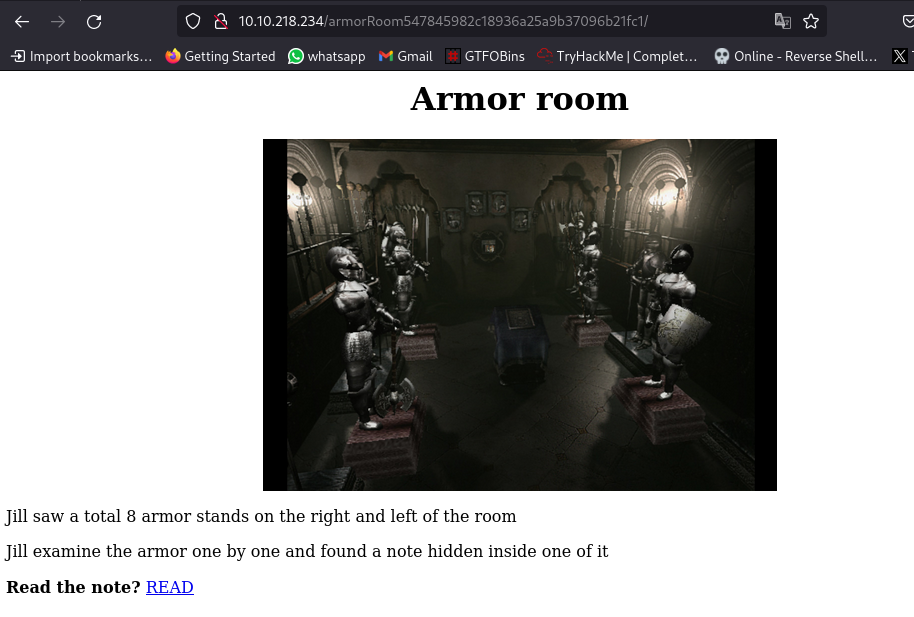 10.10.218.234/armorRoom547845982c18936a25a9b37096b21fc1/
Import bookmarks... Getting Started whatsapp Gmail GTFOBins TryHackMe | Complet... Online - Reverse Shell...
Armor room
Jill saw a total 8 armor stands on the right and left of the room
Jill examine the armor one by one and found a note hidden inside one of it
Read the note? READ